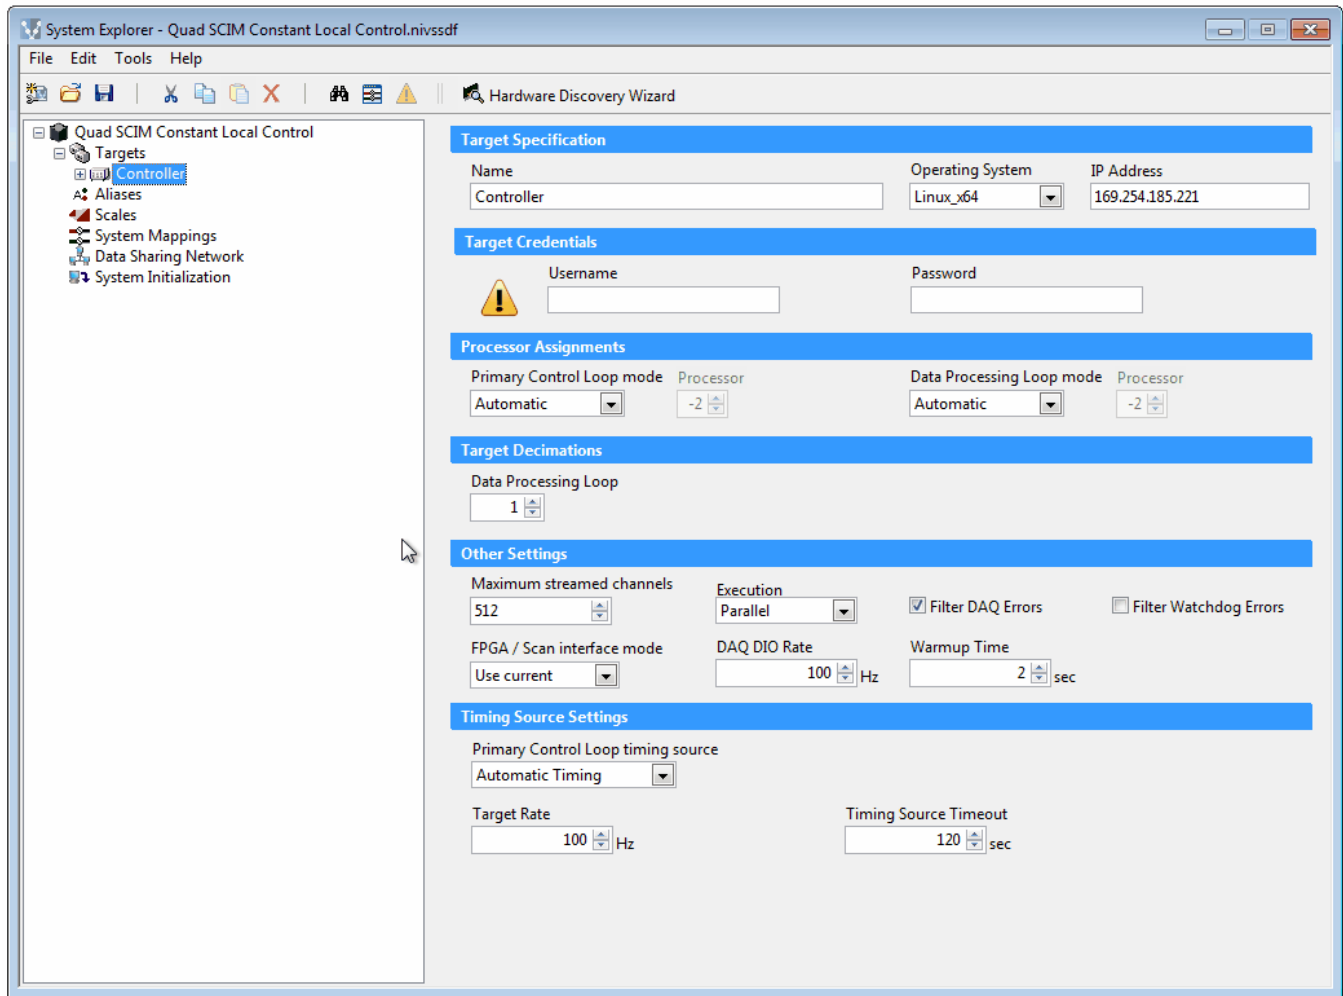 System Explorer - Quad SCIM Constant Local Control.nivssdf
File Edit Tools Help
Hardware Discovery Wizard
Quad SCIM Constant Local Control
Targets
Controller
Aliases
Scales
System Mappings
Data Sharing Network
System Initialization
Target Specification
Name Operating System IP Address
Controller Linux_x64 169.254.185.221
Target Credentials
Username Password
Processor Assignments
Primary Control Loop mode Processor Data Processing Loop mode Processor
Automatic -2 Automatic -2
Target Decimations
Data Processing Loop
1
Other Settings
Maximum streamed channels Execution
512 Parallel Filter DAQ Errors Filter Watchdog Errors
FPGA / Scan interface mode DAQ DIO Rate Warmup Time
Use current 100 Hz 2 sec
Timing Source Settings
Primary Control Loop timing source
Automatic Timing
Target Rate Timing Source Timeout
100 Hz 120 sec